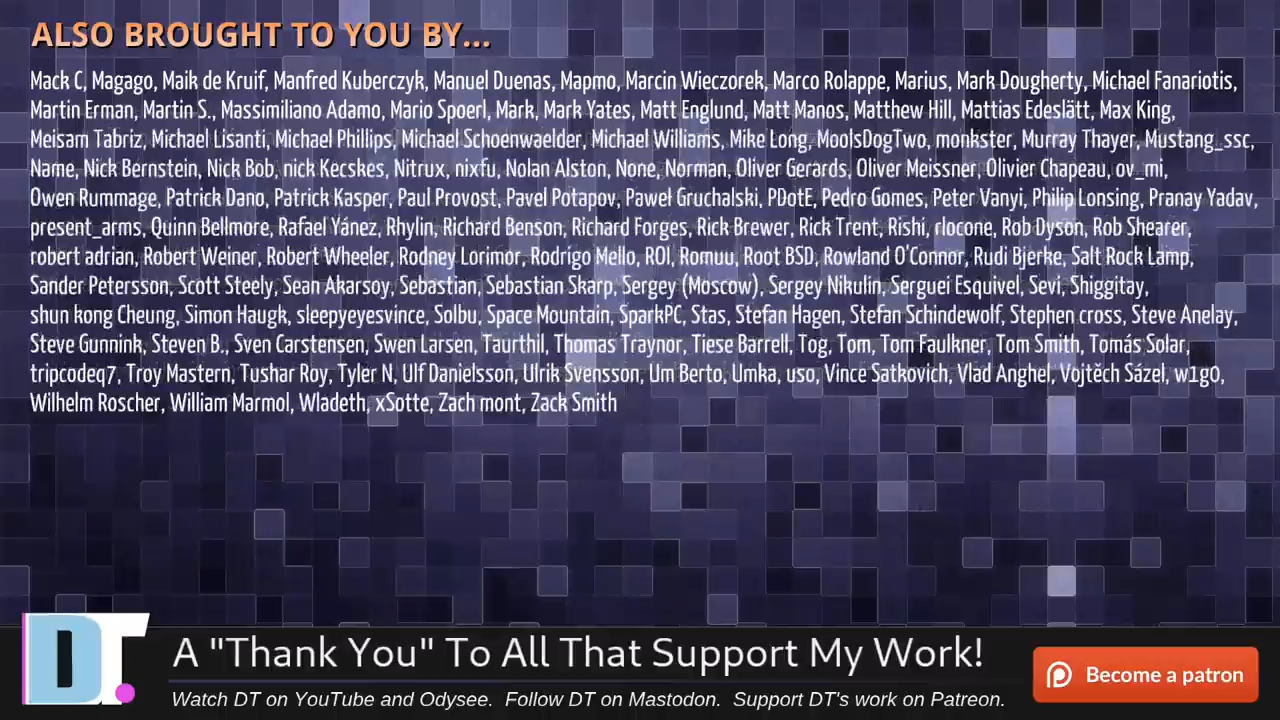 ALSO BROUGHT TO YOU BY...
Mack C, Magago, Maik de Kruif, Manfred Kuberczyk, Manuel Duenas, Mapmo, Marcin Wieczorek, Marco Rolappe, Marius, Mark Dougherty, Michael Fanariotis,
Martin Erman, Martin S., Massimiliano Adamo, Mario Spoerl, Mark, Mark Yates, Matt Englund, Matt Manos, Matthew Hill, Mattias Edeslätt, Max King,
Meisam Tabriz, Michael Lisanti, Michael Phillips, Michael Schoenwaelder, Michael Williams, Mike Long, MoolsDogTwo, monkster, Murray Thayer, Mustang_ssc,
Name, Nick Bernstein, Nick Bob, nick Kecskes, Nitrux, nixfu, Nolan Alston, None, Norman, Oliver Gerards, Oliver Meissner, Olivier Chapeau, ov_mi,
Owen Rummage, Patrick Dano, Patrick Kasper, Paul Provost, Pavel Potapov, Paweł Gruchalski, PDotE, Pedro Gomes, Peter Vanyi, Philip Lonsing, Pranay Yadav,
present_arms, Quinn Bellmore, Rafael Yánez, Rhylin, Richard Benson, Richard Forges, Rick Brewer, Rick Trent, Rishi, rlocone, Rob Dyson, Rob Shearer,
robert adrian, Robert Weiner, Robert Wheeler, Rodney Lorimor, Rodrigo Mello, ROI, Romuu, Root BSD, Rowland O'Connor, Rudi Bjerke, Salt Rock Lamp,
Sander Petersson, Scott Steely, Sean Akarsoy, Sebastian, Sebastian Skarp, Sergey (Moscow), Sergey Nikulin, Serguei Esquivel, Sevi, Shiggitay,
shun kong Cheung, Simon Haugk, sleepyeyesvince, Solbu, Space Mountain, SparkPC, Stas, Stefan Hagen, Stefan Schindewolf, Stephen cross, Steve Anelay,
Steve Gunnink, Steven B., Sven Carstensen, Swen Larsen, Taurthil, Thomas Traynor, Tiese Barrell, Tog, Tom, Tom Faulkner, Tom Smith, Tomás Solar,
tripcodeq7, Troy Mastern, Tushar Roy, Tyler N, Ulf Danielsson, Ulrik Svensson, Um Berto, Umka, uso, Vince Satkovich, Vlad Anghel, Vojtěch Sázel, w1g0,
Wilhelm Roscher, William Marmol, Wladeth, xSotte, Zach mont, Zack Smith
DT
A "Thank You" To All That Support My Work!
Become a patron
Watch DT on YouTube and Odysee. Follow DT on Mastodon. Support DT's work on Patreon.